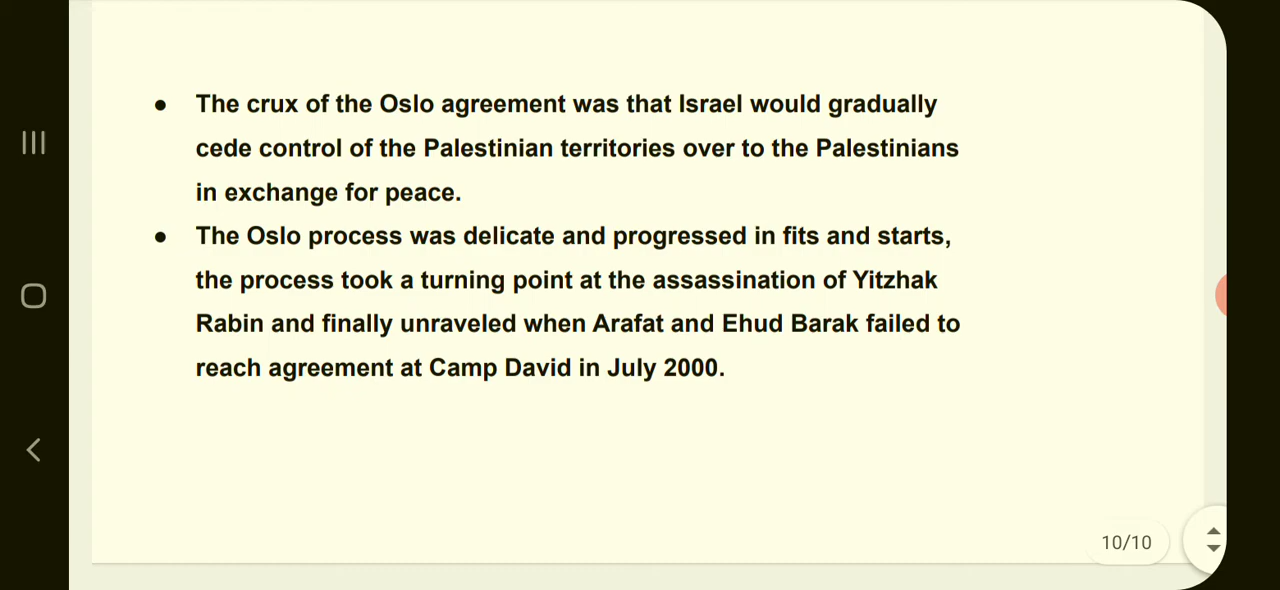 ● The crux of the Oslo agreement was that Israel would gradually
cede control of the Palestinian territories over to the Palestinians
in exchange for peace.
● The Oslo process was delicate and progressed in fits and starts,
the process took a turning point at the assassination of Yitzhak
Rabin and finally unraveled when Arafat and Ehud Barak failed to
reach agreement at Camp David in July 2000.
10/10